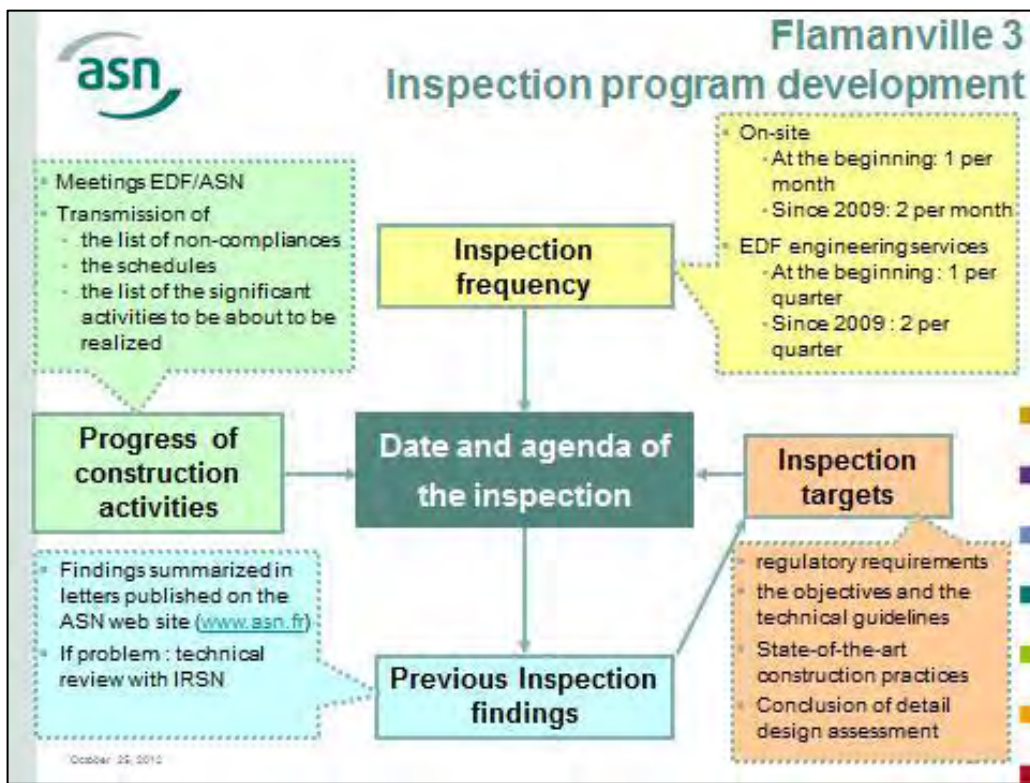 asn
Flamanville 3
Inspection program development
Meetings EDF/ASN
Transmission of
- the list of non-compliances
- the schedules
- the list of the significant
activities to be about to be
realized
Inspection
frequency
On-site
- At the beginning: 1 per
month
- Since 2009: 2 per month
EDF engineering services
- At the beginning : 1 per
quarter
- Since 2009 : 2 per
quarter
Progress of
construction
activities
Date and agenda of
the inspection
Inspection
targets
Findings summarized in
letters published on the
ASN web site (www.asn.fr)
If problem : technical
review with IRSN
Previous Inspection
findings
regulatory requirements
the objectives and the
technical guidelines
State-of-the-art
construction practices
Conclusion of detail
design assessment
October 25, 2012